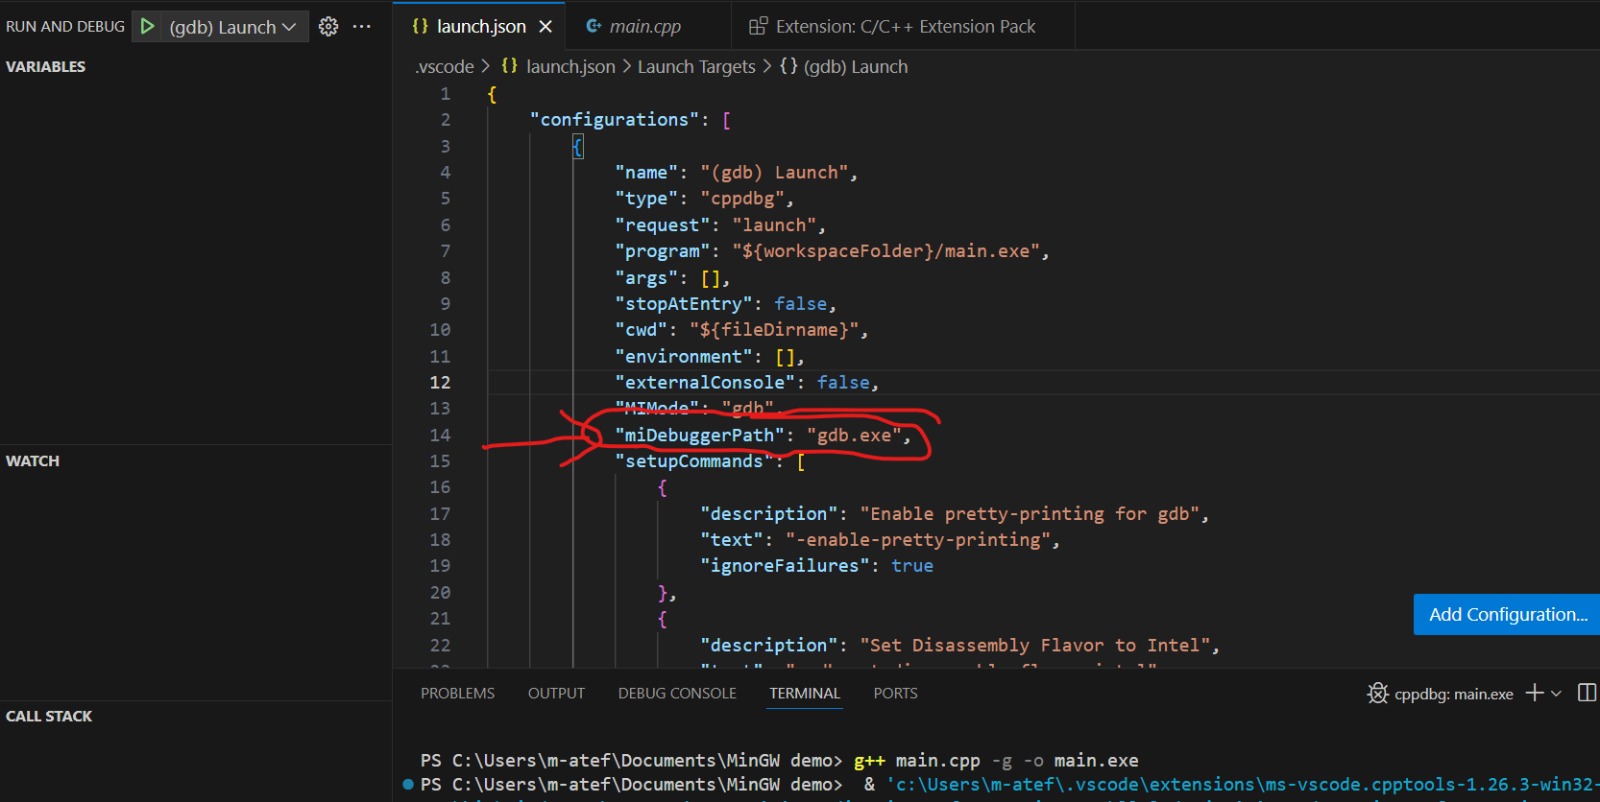 RUN AND DEBUG (gdb) Launch
launch.json main.cpp Extension: C/C++ Extension Pack
VARIABLES
.vscode > launch.json > Launch Targets > {} (gdb) Launch
1 {
2 "configurations": [
3 {
4 "name": "(gdb) Launch",
5 "type": "cppdbg",
6 "request": "launch",
7 "program": "${workspaceFolder}/main.exe",
8 "args": [],
9 "stopAtEntry": false,
10 "cwd": "${fileDirname}",
11 "environment": [],
12 "externalConsole": false,
13 "MIMode": "gdb",
14 "miDebuggerPath": "gdb.exe",
15 "setupCommands": [
16 {
17 "description": "Enable pretty-printing for gdb",
18 "text": "-enable-pretty-printing",
19 "ignoreFailures": true
20 },
21 {
22 "description": "Set Disassembly Flavor to Intel",
WATCH
Add Configuration...
CALL STACK
PROBLEMS OUTPUT DEBUG CONSOLE TERMINAL PORTS
cppdbg: main.exe
PS C:\Users\m-atef\Documents\MinGW demo> g++ main.cpp -g -o main.exe
PS C:\Users\m-atef\Documents\MinGW demo> & 'c:\Users\m-atef\.vscode\extensions\ms-vscode.cpptools-1.26.3-win32-